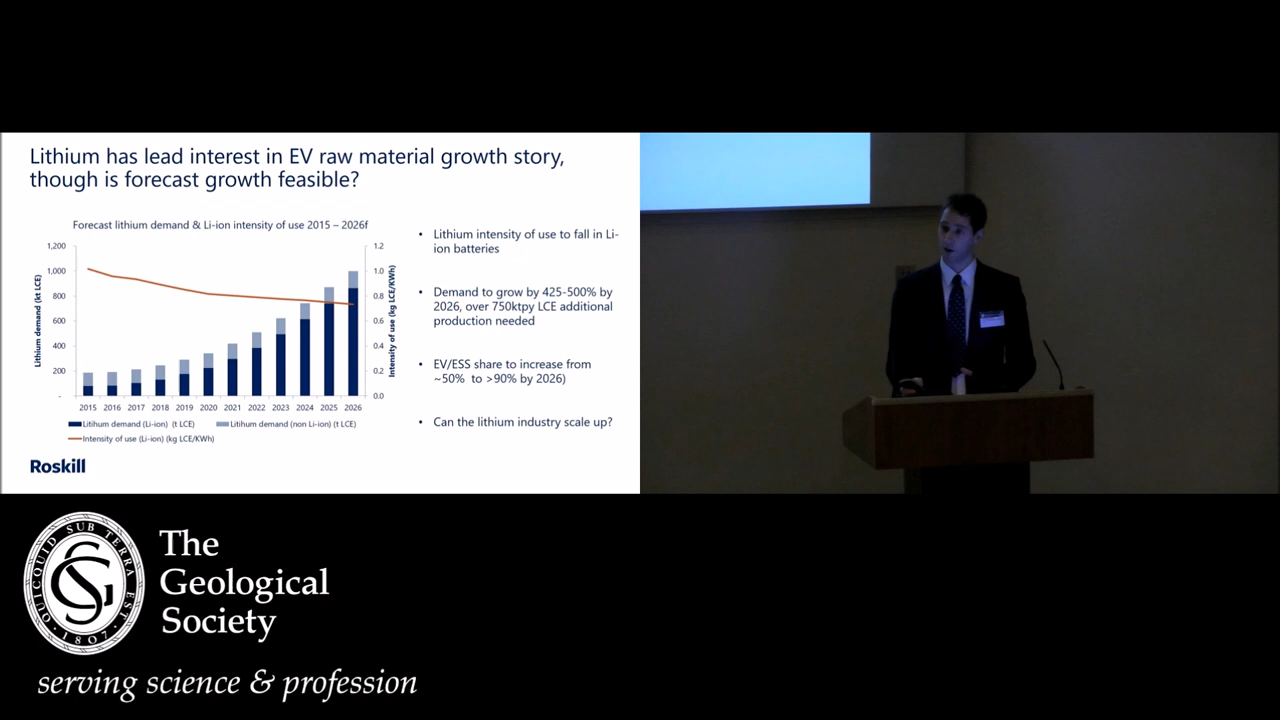 Lithium has lead interest in EV raw material growth story,
though is forecast growth feasible?
Forecast lithium demand & Li-ion intensity of use 2015 – 2026f
Lithium demand (kt LCE)
1,200
1,000
800
600
400
200
-
1.2
1.0
0.8
0.6
0.4
0.2
0.0
Intensity of use (kg LCE/KWh)
2015 2016 2017 2018 2019 2020 2021 2022 2023 2024 2025 2026
Litihum demand (Li-ion) (t LCE)
Litihum demand (non Li-ion) (t LCE)
Intensity of use (Li-ion) (kg LCE/KWh)
• Lithium intensity of use to fall in Li-
ion batteries
• Demand to grow by 425-500% by
2026, over 750ktpy LCE additional
production needed
• EV/ESS share to increase from
~50% to >90% by 2026)
• Can the lithium industry scale up?
Roskill
QUICQUID SUB TERRA EST
·1807·
The
Geological
Society
serving science & profession